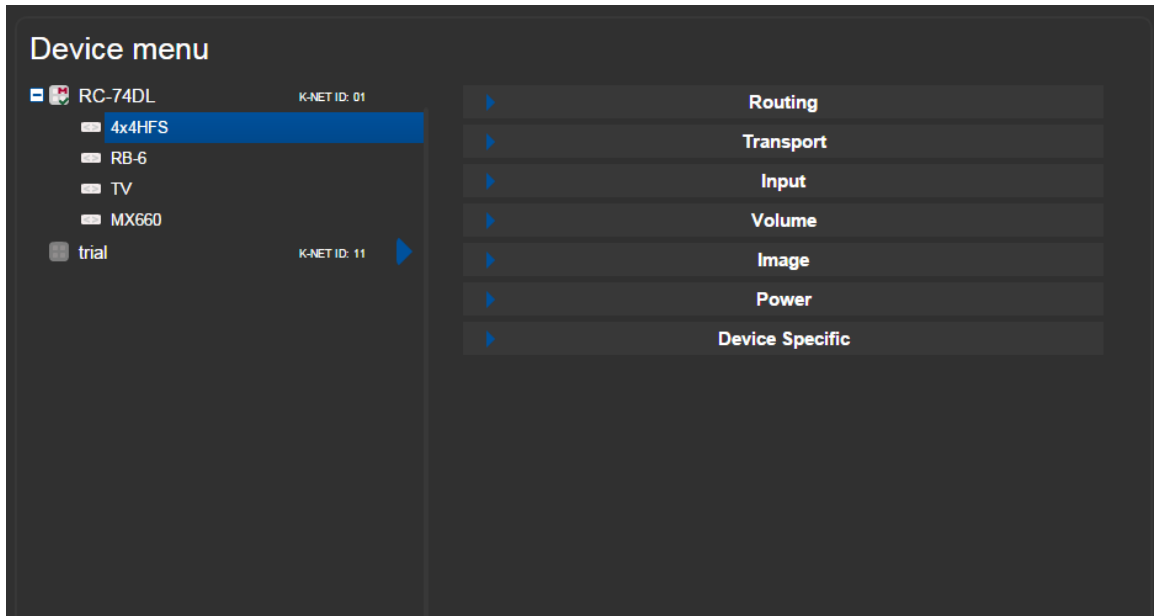 Device menu
RC-74DL K-NET ID: 01
4x4HFS
RB-6
TV
MX660
trial K-NET ID: 11
Routing
Transport
Input
Volume
Image
Power
Device Specific